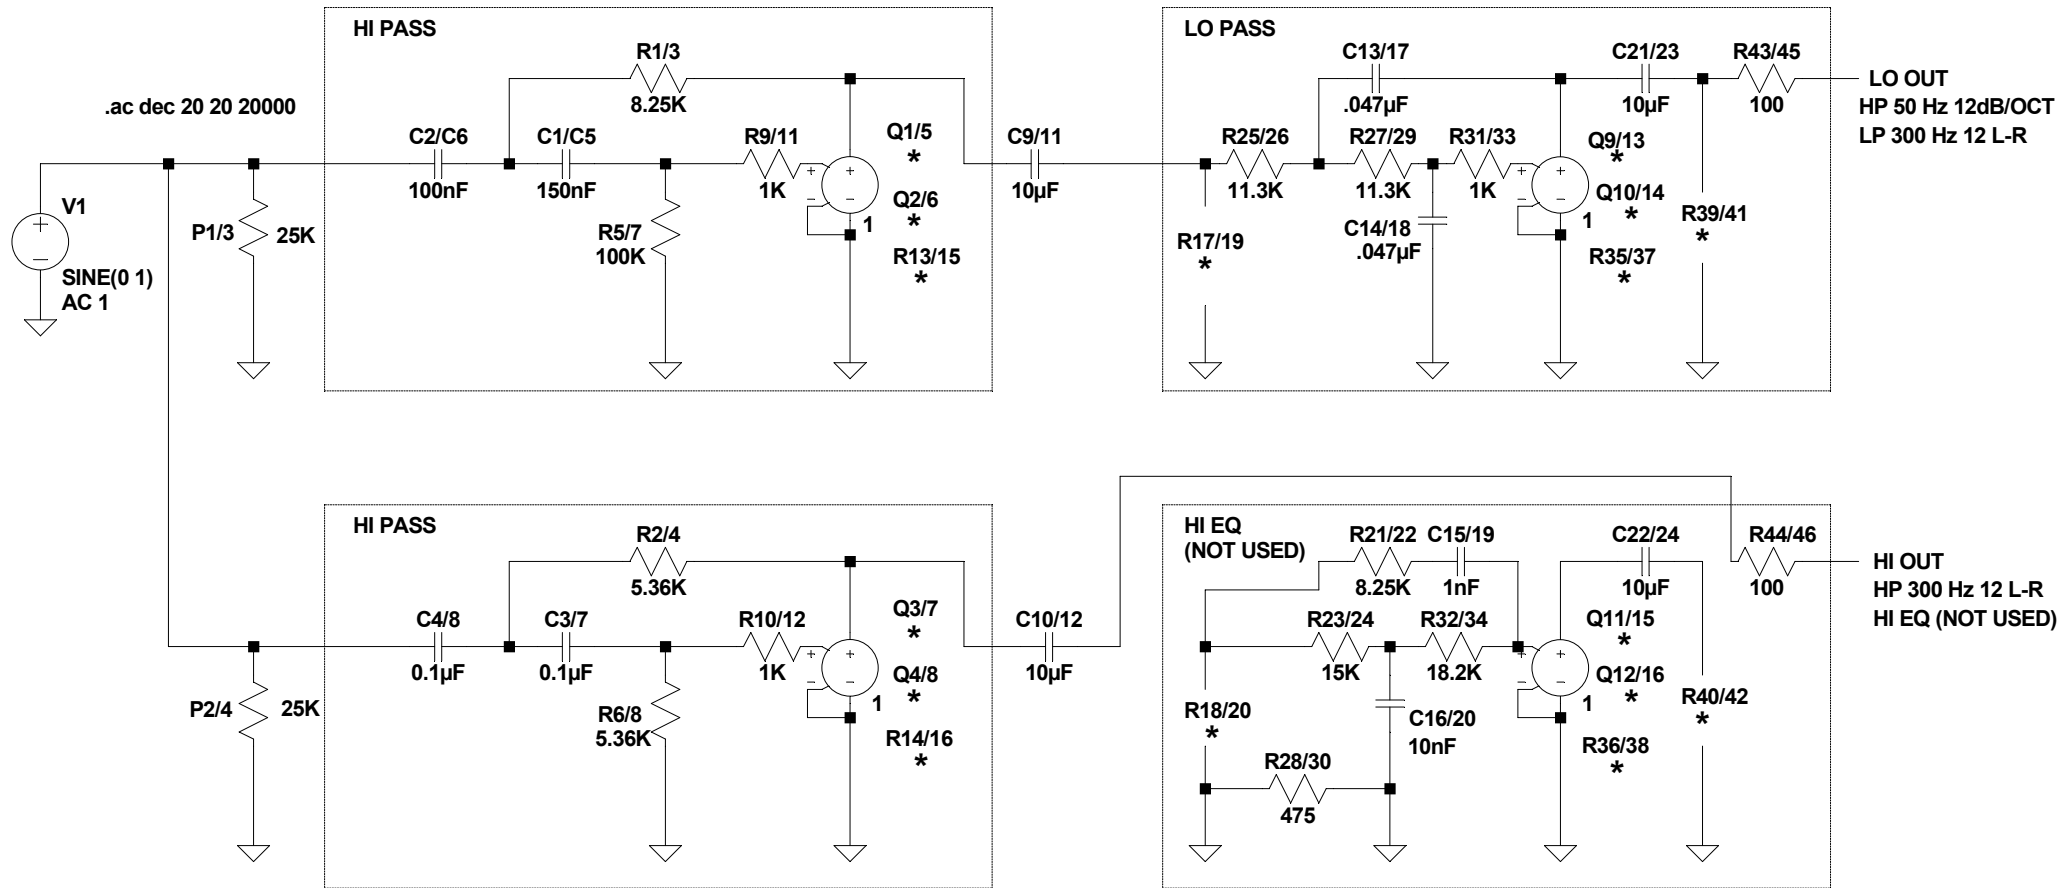 HI PASS
R1/3
8.25K
.ac dec 20 20 20000
C2/C6
100nF
C1/C5
150nF
R9/11
1K
Q1/5
*
Q2/6
*
1
R13/15
*
R5/7
100K
V1
SINE(0 1)
AC 1
P1/3
25K
C9/11
10µF
LO PASS
C13/17
.047µF
C21/23
10µF
R43/45
100
LO OUT
HP 50 Hz 12dB/OCT
LP 300 Hz 12 L-R
R25/26
11.3K
R27/29
11.3K
R31/33
1K
Q9/13
*
Q10/14
*
1
R35/37
*
C14/18
.047µF
R17/19
*
R39/41
*
HI PASS
R2/4
5.36K
C4/8
0.1µF
C3/7
0.1µF
R10/12
1K
Q3/7
*
Q4/8
*
1
R14/16
*
R6/8
5.36K
P2/4
25K
C10/12
10µF
HI EQ
(NOT USED)
R21/22
8.25K
C15/19
1nF
C22/24
10µF
R44/46
100
HI OUT
HP 300 Hz 12 L-R
HI EQ (NOT USED)
R23/24
15K
R32/34
18.2K
Q11/15
*
Q12/16
*
1
R36/38
*
R18/20
*
C16/20
10nF
R28/30
475
R40/42
*